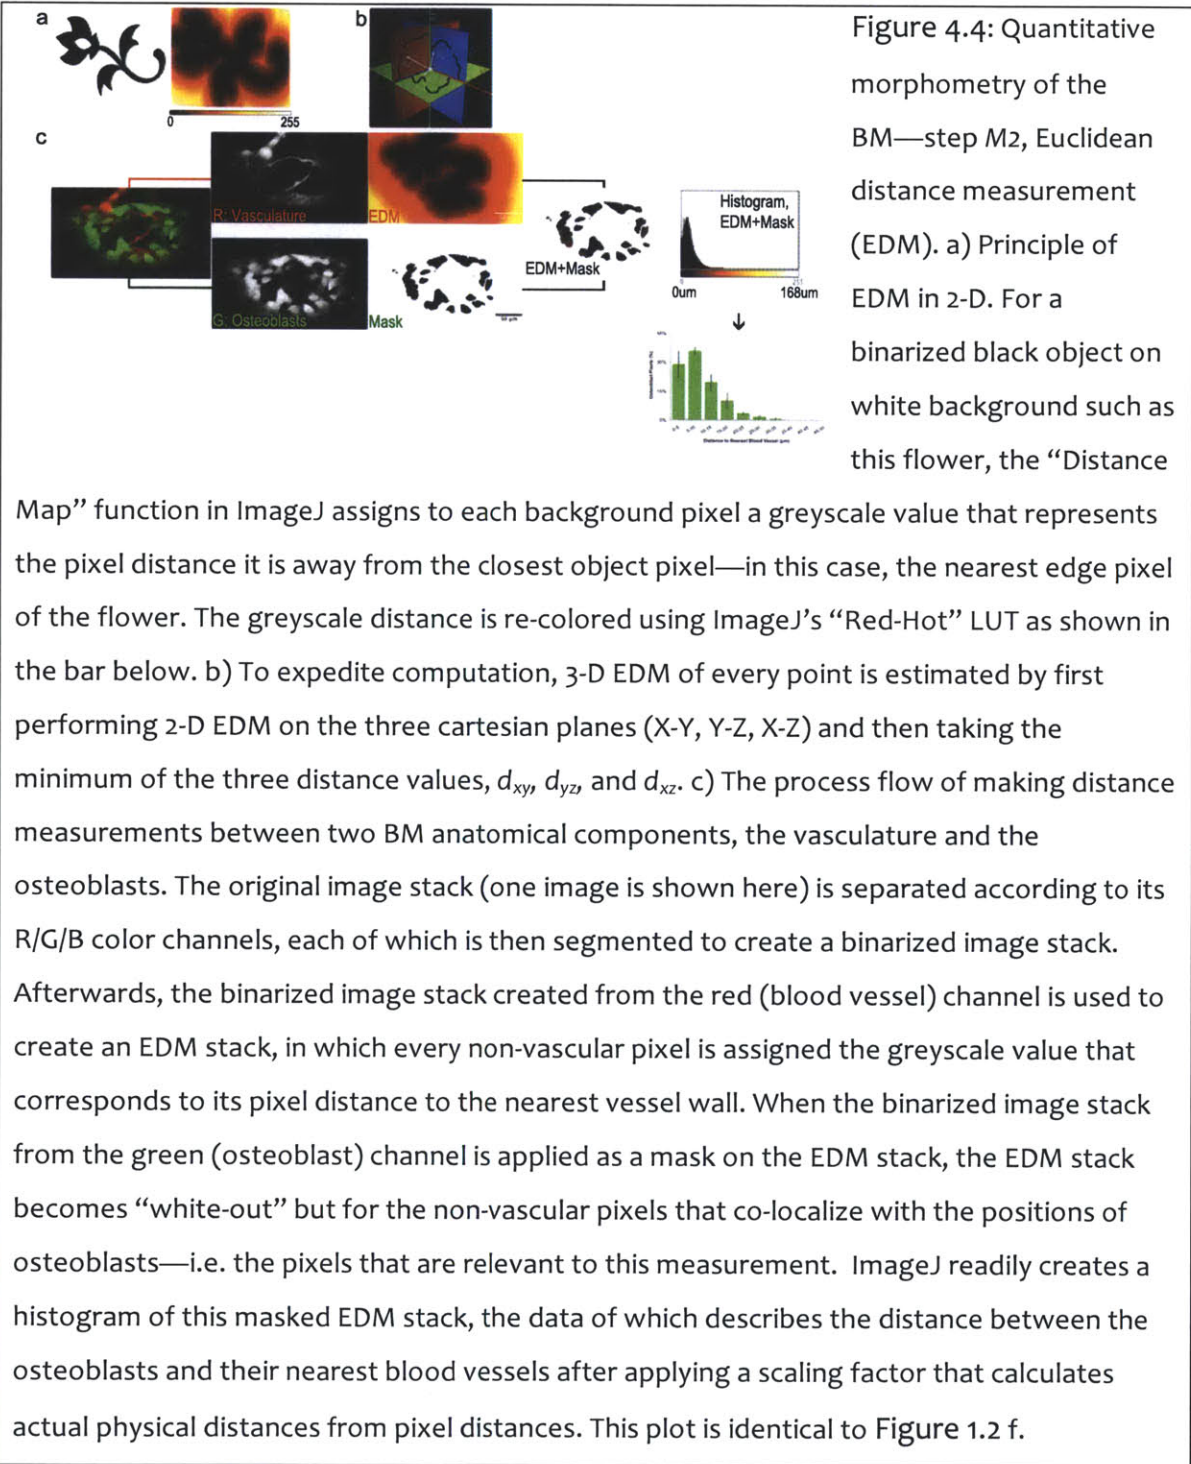 a
b
0
255
c
R: Vasculature
EDM
G: Osteoblasts
Mask
EDM+Mask
Histogram,
EDM+Mask
0um
168um
Distance to Nearest Blood Vessel (μm)
Figure 4.4: Quantitative
morphometry of the
BM—step M2, Euclidean
distance measurement
(EDM). a) Principle of
EDM in 2-D. For a
binarized black object on
white background such as
this flower, the “Distance
Map” function in ImageJ assigns to each background pixel a greyscale value that represents
the pixel distance it is away from the closest object pixel—in this case, the nearest edge pixel
of the flower. The greyscale distance is re-colored using ImageJ’s “Red-Hot” LUT as shown in
the bar below. b) To expedite computation, 3-D EDM of every point is estimated by first
performing 2-D EDM on the three cartesian planes (X-Y, Y-Z, X-Z) and then taking the
minimum of the three distance values, dxy, dyz, and dxz. c) The process flow of making distance
measurements between two BM anatomical components, the vasculature and the
osteoblasts. The original image stack (one image is shown here) is separated according to its
R/G/B color channels, each of which is then segmented to create a binarized image stack.
Afterwards, the binarized image stack created from the red (blood vessel) channel is used to
create an EDM stack, in which every non-vascular pixel is assigned the greyscale value that
corresponds to its pixel distance to the nearest vessel wall. When the binarized image stack
from the green (osteoblast) channel is applied as a mask on the EDM stack, the EDM stack
becomes “white-out” but for the non-vascular pixels that co-localize with the positions of
osteoblasts—i.e. the pixels that are relevant to this measurement.  ImageJ readily creates a
histogram of this masked EDM stack, the data of which describes the distance between the
osteoblasts and their nearest blood vessels after applying a scaling factor that calculates
actual physical distances from pixel distances. This plot is identical to Figure 1.2 f.